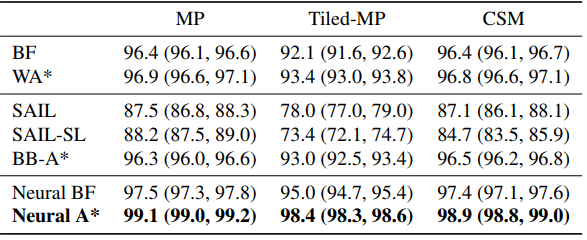 MP Tiled-MP CSM
BF 96.4 (96.1, 96.6) 92.1 (91.6, 92.6) 96.4 (96.1, 96.7)
WA* 96.9 (96.6, 97.1) 93.4 (93.0, 93.8) 96.8 (96.6, 97.1)
SAIL 87.5 (86.8, 88.3) 78.0 (77.0, 79.0) 87.1 (86.1, 88.1)
SAIL-SL 88.2 (87.5, 89.0) 73.4 (72.1, 74.7) 84.7 (83.5, 85.9)
BB-A* 96.3 (96.0, 96.6) 93.0 (92.5, 93.4) 96.5 (96.2, 96.8)
Neural BF 97.5 (97.3, 97.8) 95.0 (94.7, 95.4) 97.4 (97.1, 97.6)
Neural A* 99.1 (99.0, 99.2) 98.4 (98.3, 98.6) 98.9 (98.8, 99.0)